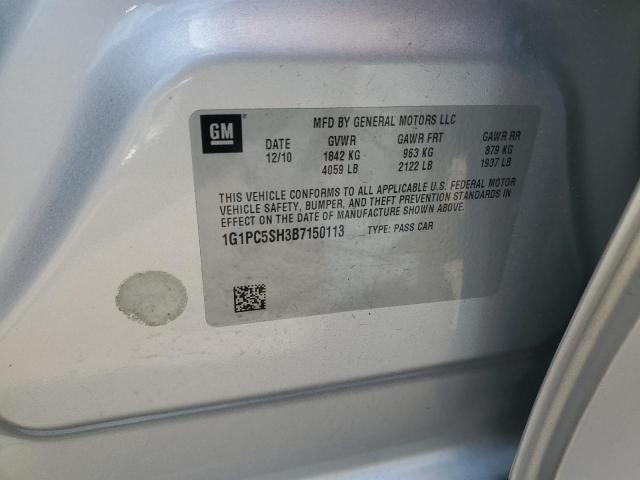 GM
MFD BY GENERAL MOTORS LLC
DATE GVWR GAWR FRT GAWR RR
12/10 1842 KG 963 KG 879 KG
4059 LB 2122 LB 1937 LB
THIS VEHICLE CONFORMS TO ALL APPLICABLE U.S. FEDERAL MOTOR
VEHICLE SAFETY, BUMPER, AND THEFT PREVENTION STANDARDS IN
EFFECT ON THE DATE OF MANUFACTURE SHOWN ABOVE.
1G1PC5SH3B7150113 TYPE: PASS CAR